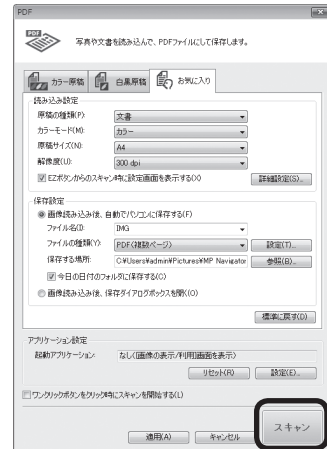 PDF
PDF
写真や文書を読み込んで、PDFファイルにして保存します。
カラー原稿 白黒原稿 お気に入り
読み込み設定
原稿の種類(P): 文書
カラーモード(M): カラー
原稿サイズ(N): A4
解像度(U): 300 dpi
EZボタンからのスキャン時に設定画面を表示する(X) 詳細設定(S)...
保存設定
画像読み込み後、自動でパソコンに保存する(F)
ファイル名(I): IMG
ファイルの種類(Y): PDF(複数ページ) 設定(T)...
保存する場所: C:¥Users¥admin¥Pictures¥MP Navigator 参照(B)...
今日の日付のフォルダに保存する(C)
画像読み込み後、保存ダイアログボックスを開く(O)
標準に戻す(D)
アプリケーション設定
起動アプリケーション: なし([画像の表示/利用]画面を表示)
リセット(R) 設定(E)...
ワンクリックボタンをクリック時にスキャンを開始する(L)
スキャン
適用(A) キャンセル